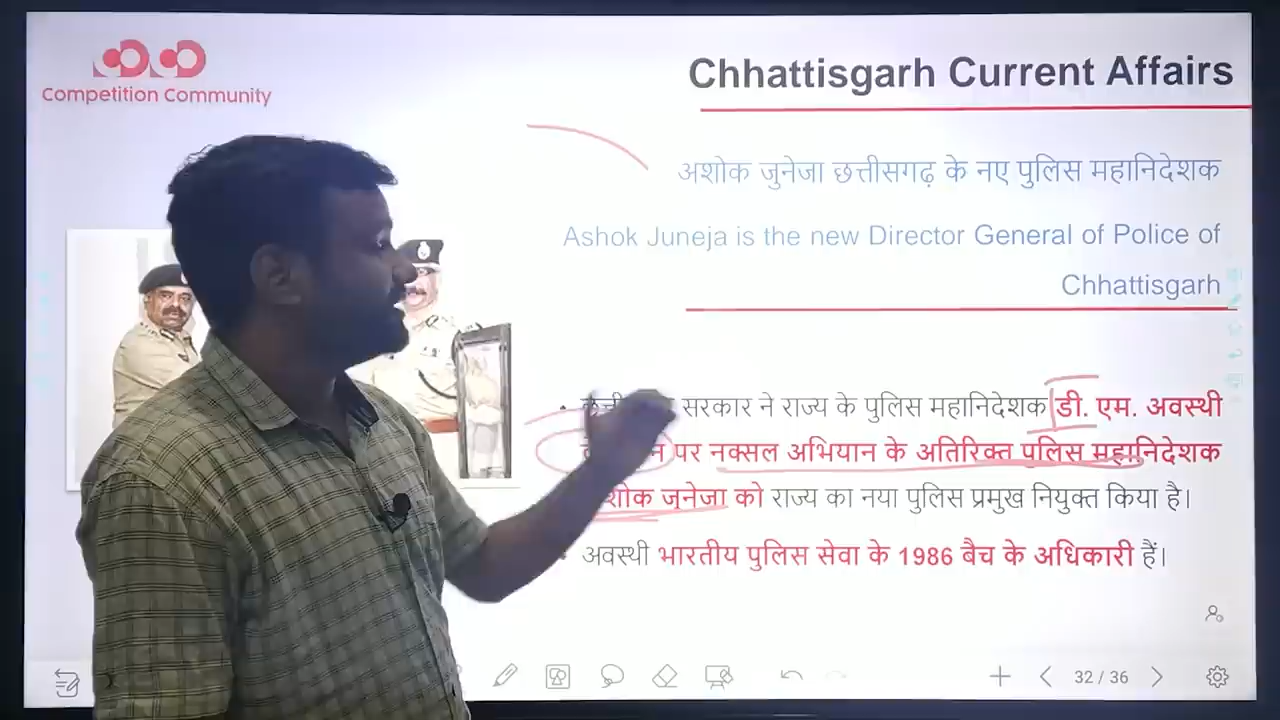 Competition Community
Chhattisgarh Current Affairs
अशोक जुनेजा छत्तीसगढ़ के नए पुलिस महानिदेशक
Ashok Juneja is the new Director General of Police of
Chhattisgarh
सरकार ने राज्य के पुलिस महानिदेशक डी. एम. अवस्थी
पर नक्सल अभियान के अतिरिक्त पुलिस महानिदेशक
जुनेजा को राज्य का नया पुलिस प्रमुख नियुक्त किया है।
अवस्थी भारतीय पुलिस सेवा के 1986 बैच के अधिकारी हैं।
32 / 36